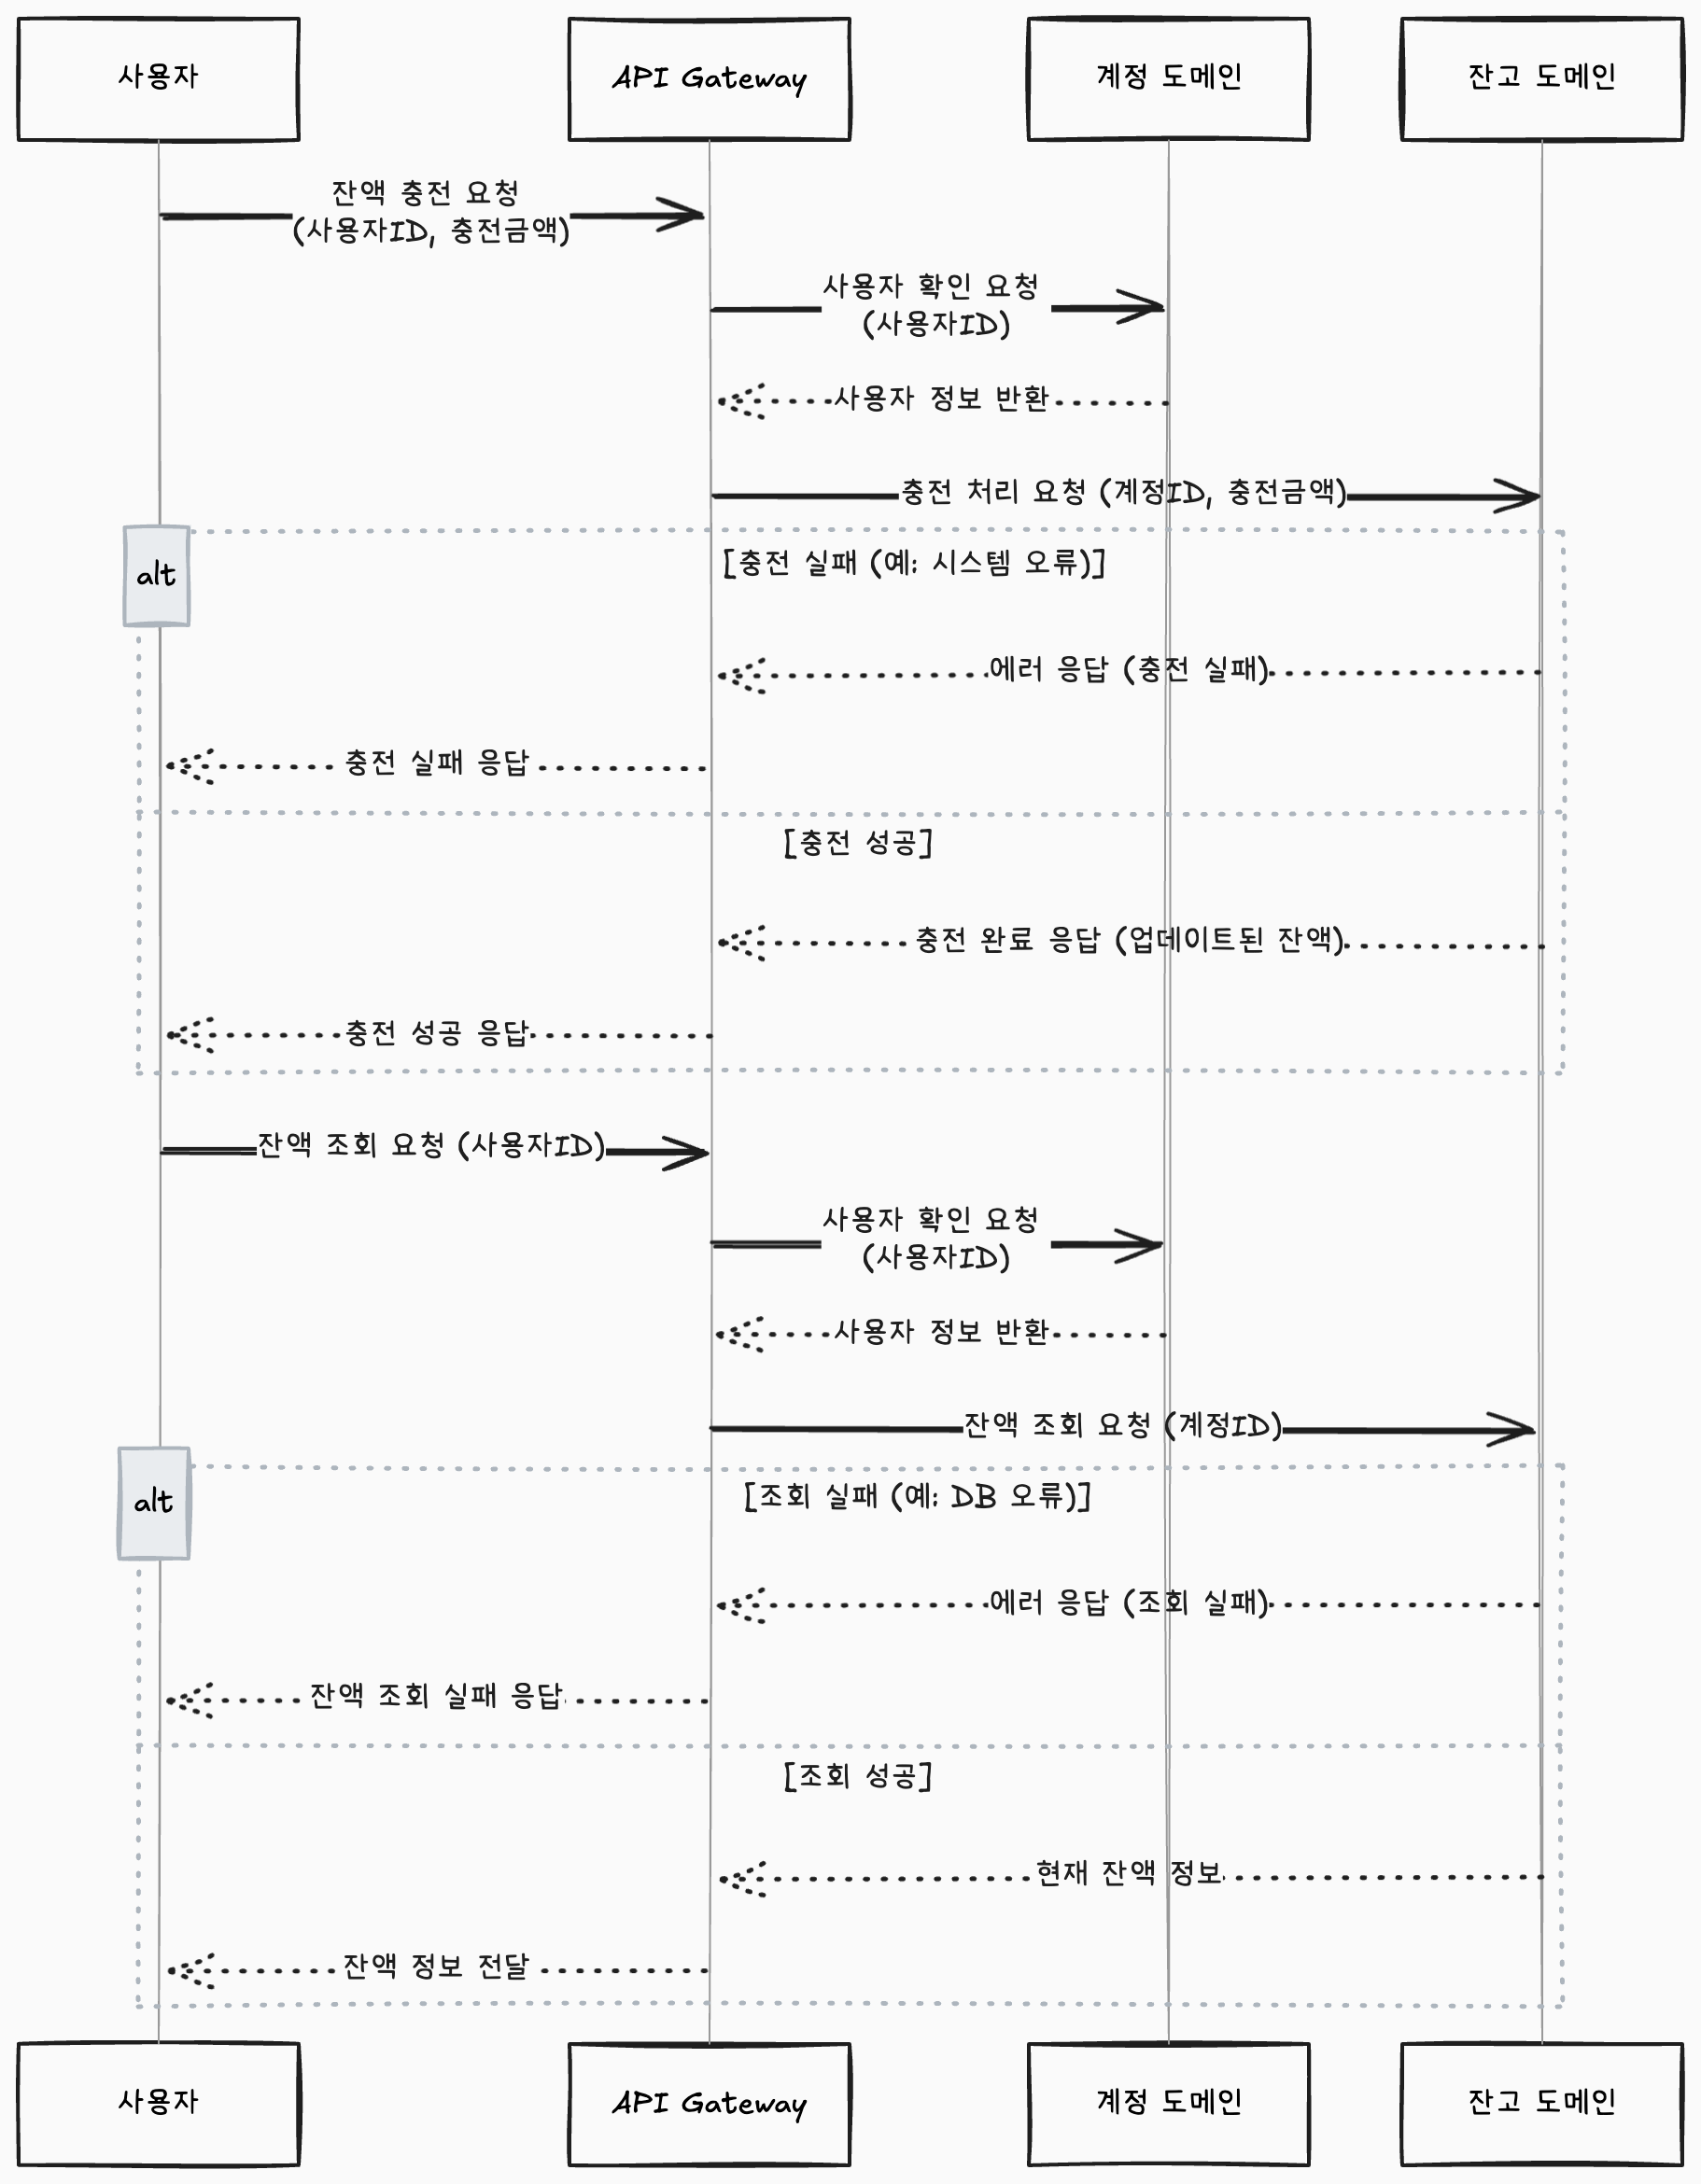 사용자
API Gateway
계정 도메인
잔고 도메인
잔액 충전 요청
(사용자ID, 충전금액)
사용자 확인 요청
(사용자ID)
사용자 정보 반환
충전 처리 요청 (계정ID, 충전금액)
alt
[충전 실패 (예: 시스템 오류)]
에러 응답 (충전 실패)
충전 실패 응답
[충전 성공]
충전 완료 응답 (업데이트된 잔액)
충전 성공 응답
잔액 조회 요청 (사용자ID)
사용자 확인 요청
(사용자ID)
사용자 정보 반환
잔액 조회 요청 (계정ID)
alt
[조회 실패 (예: DB 오류)]
에러 응답 (조회 실패)
잔액 조회 실패 응답
[조회 성공]
현재 잔액 정보
잔액 정보 전달
사용자
API Gateway
계정 도메인
잔고 도메인